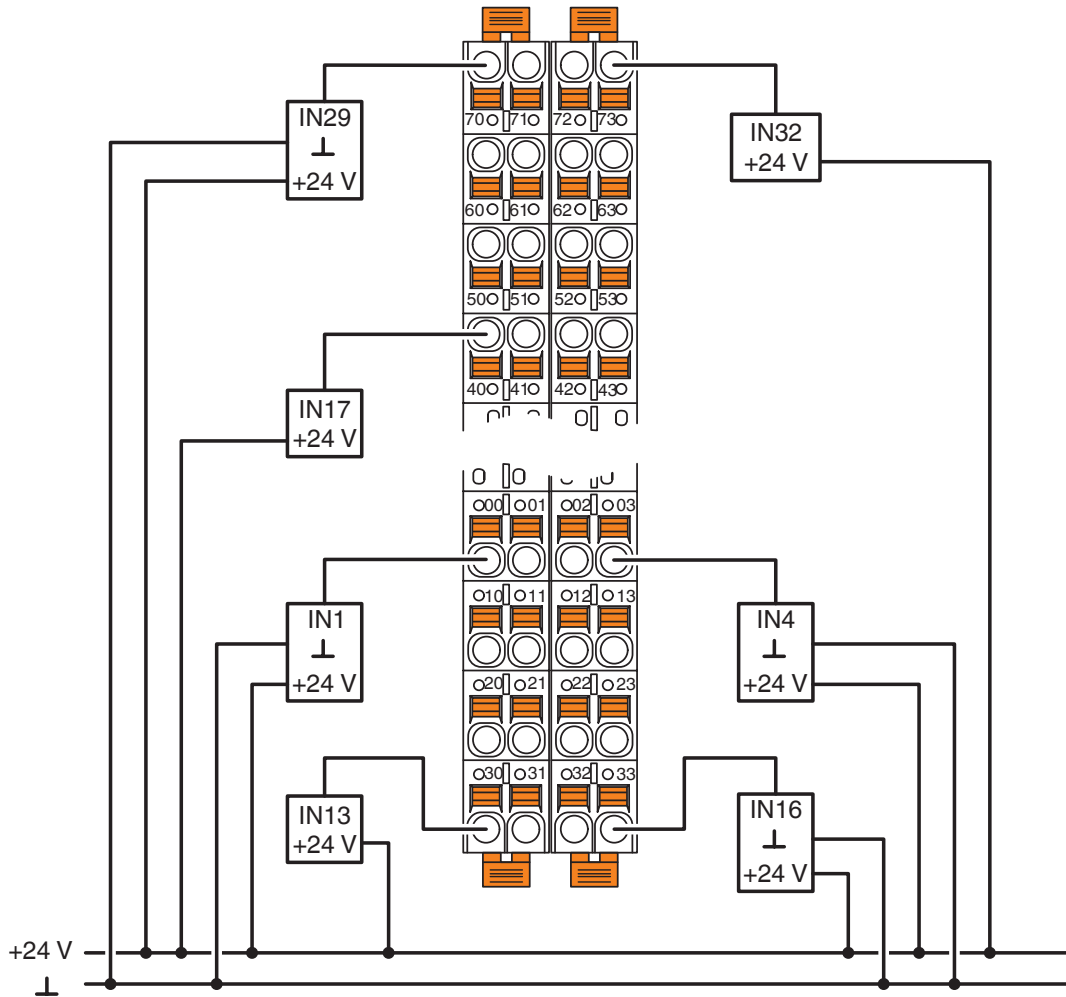 IN29
⊥
+24 V
IN32
+24 V
70 71 72 73
60 61 62 63
50 51 52 53
40 41 42 43
IN17
+24 V
00 01 02 03
10 11 12 13
IN1
⊥
+24 V
IN4
⊥
+24 V
20 21 22 23
30 31 32 33
IN13
+24 V
IN16
⊥
+24 V
+24 V
⊥